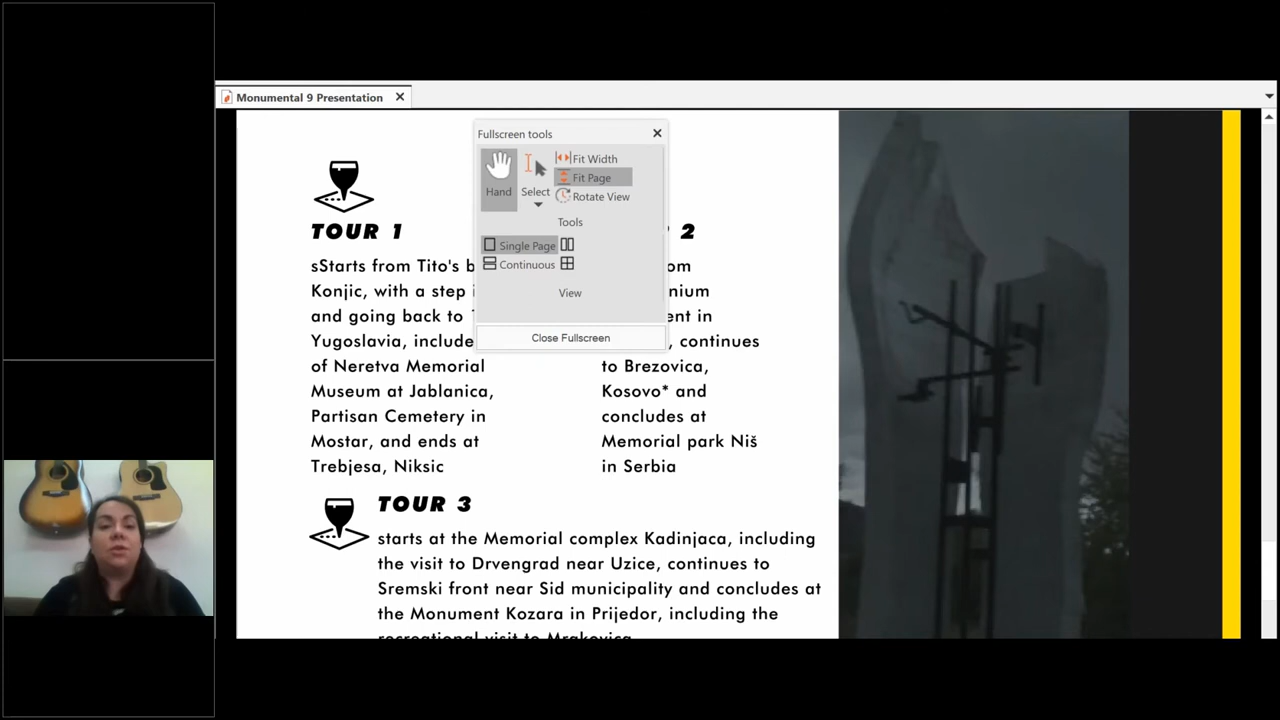 Monumental 9 Presentation
Fullscreen tools
Hand
Select
Fit Width
Fit Page
Rotate View
Tools
Single Page
Continuous
View
Close Fullscreen
TOUR 1
sStarts from Tito's b
Konjic, with a step i
and going back to
Yugoslavia, include
of Neretva Memorial
Museum at Jablanica,
Partisan Cemetery in
Mostar, and ends at
Trebjesa, Niksic
2
om
nium
ent in
, continues
to Brezovica,
Kosovo* and
concludes at
Memorial park Niš
in Serbia
TOUR 3
starts at the Memorial complex Kadinjaca, including
the visit to Drvengrad near Uzice, continues to
Sremski front near Sid municipality and concludes at
the Monument Kozara in Prijedor, including the
recreational visit to Mrakovica